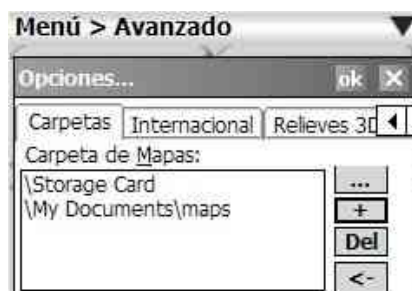 Menú > Avanzado
Opciones... ok
Carpetas Internacional Relieves 3D
Carpeta de Mapas:
\Storage Card
\My Documents\maps
...
+
Del
<-